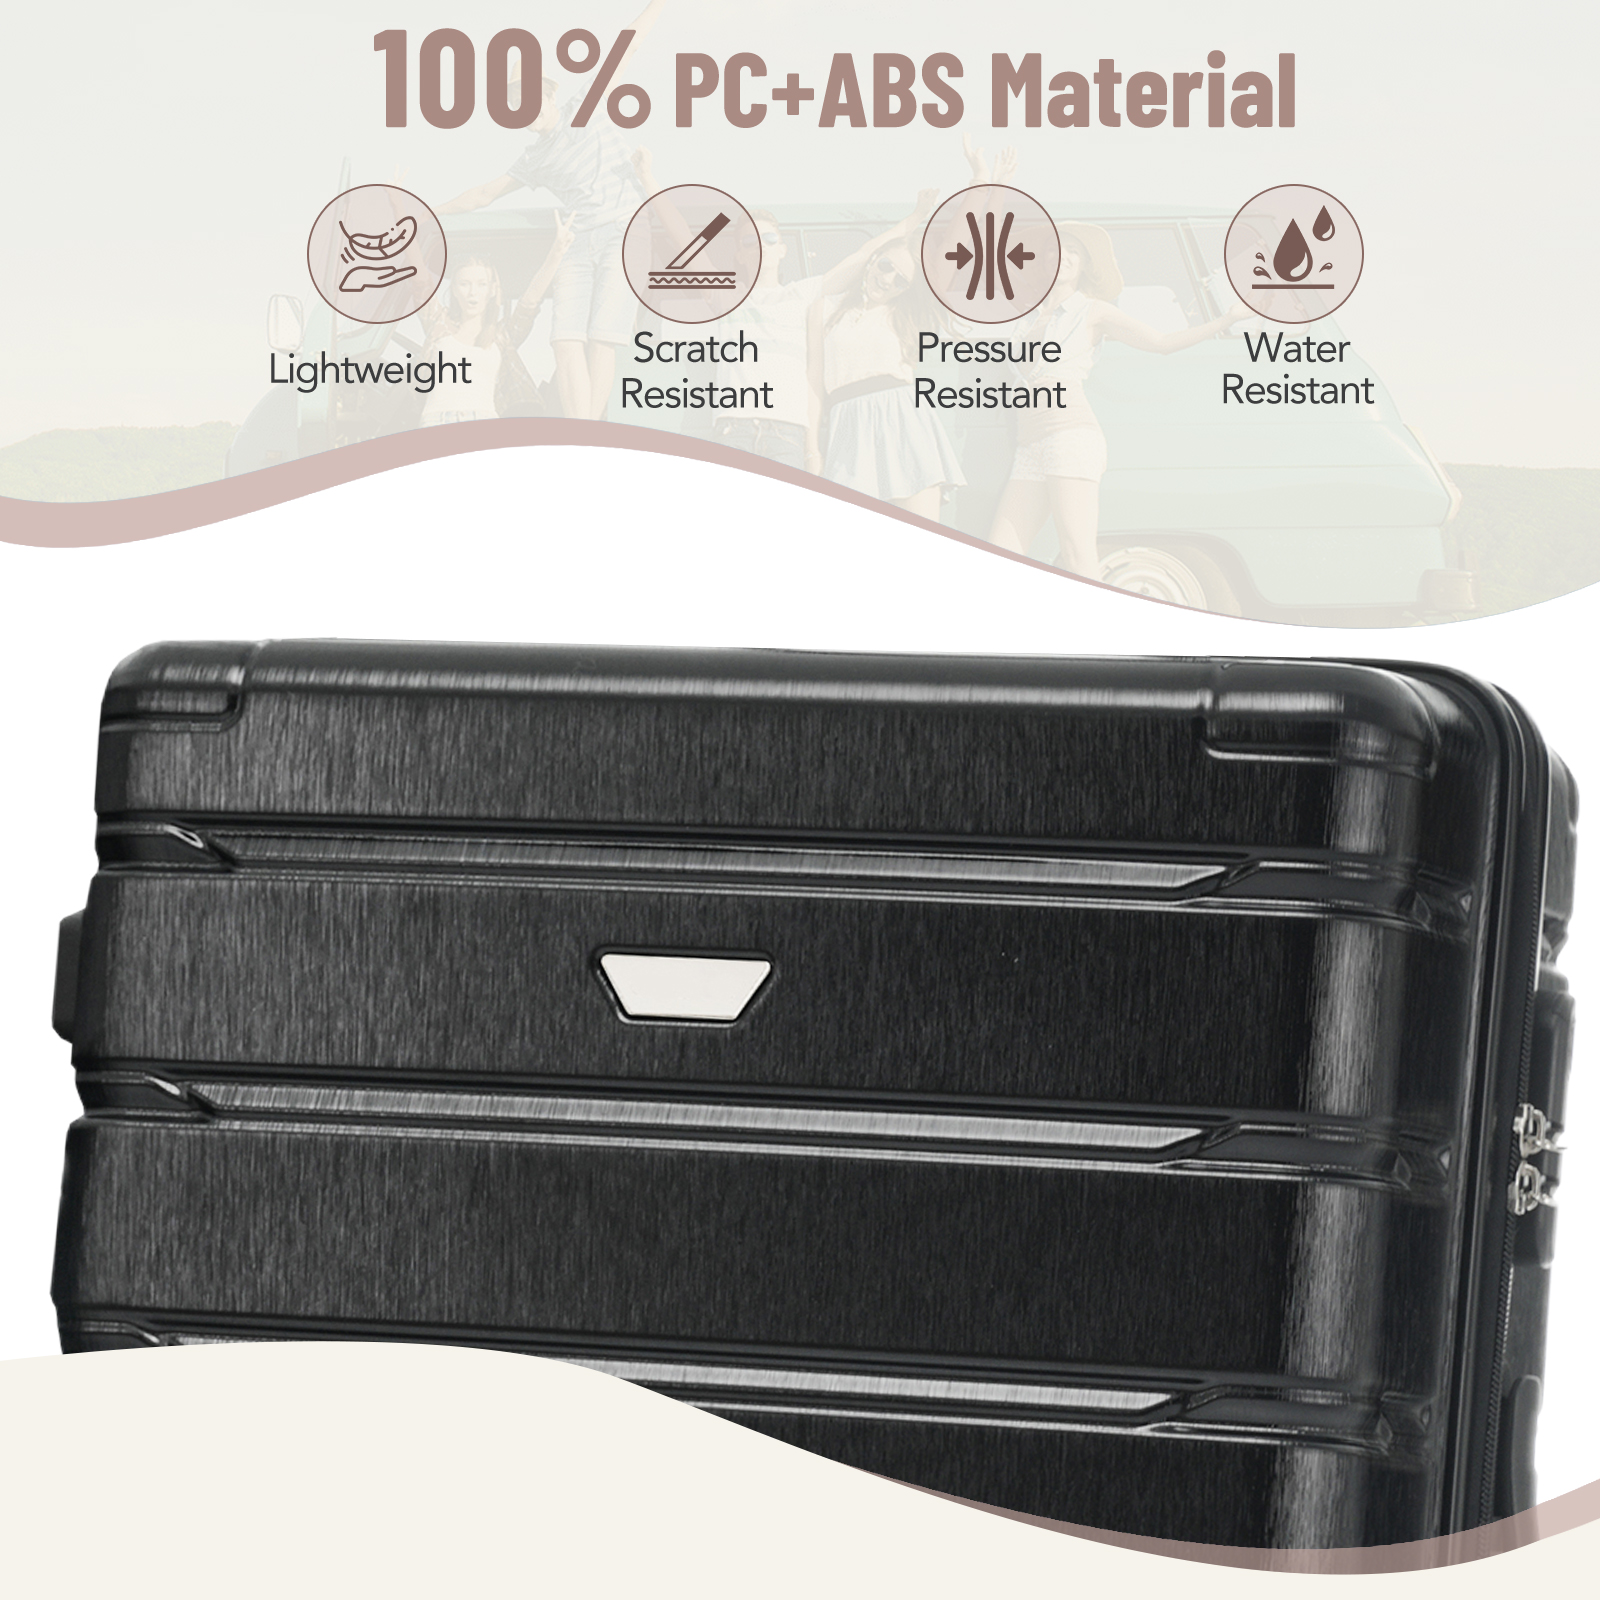 100% PC+ABS Material
Lightweight
Scratch
Resistant
Pressure
Resistant
Water
Resistant